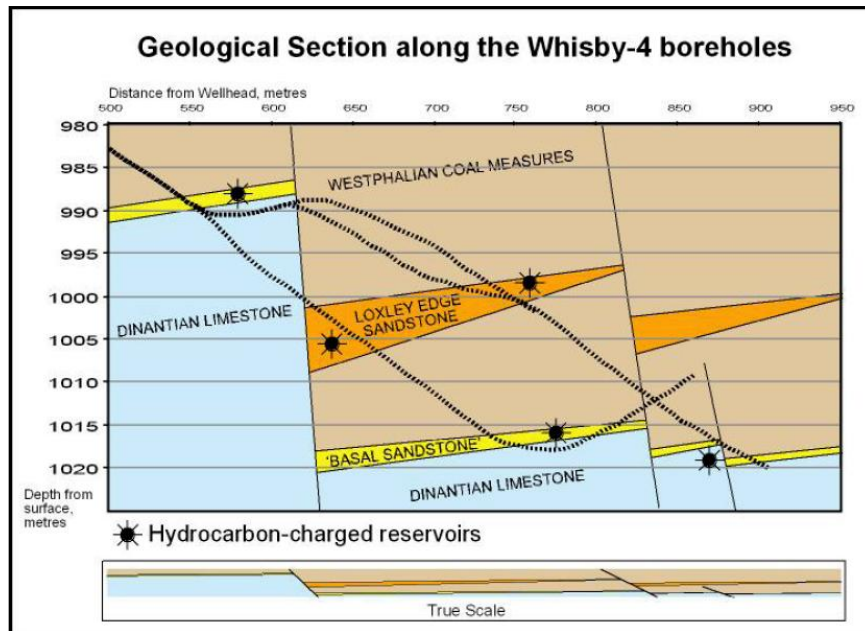 Geological Section along the Whisby-4 boreholes
Distance from Wellhead, metres
500 550 600 650 700 750 800 850 900 950
980
985
990
995
1000
1005
1010
1015
1020
WESTPHALIAN COAL MEASURES
LOXLEY EDGE
SANDSTONE
DINANTIAN LIMESTONE
'BASAL SANDSTONE'
DINANTIAN LIMESTONE
Depth from
surface,
metres
Hydrocarbon-charged reservoirs
True Scale